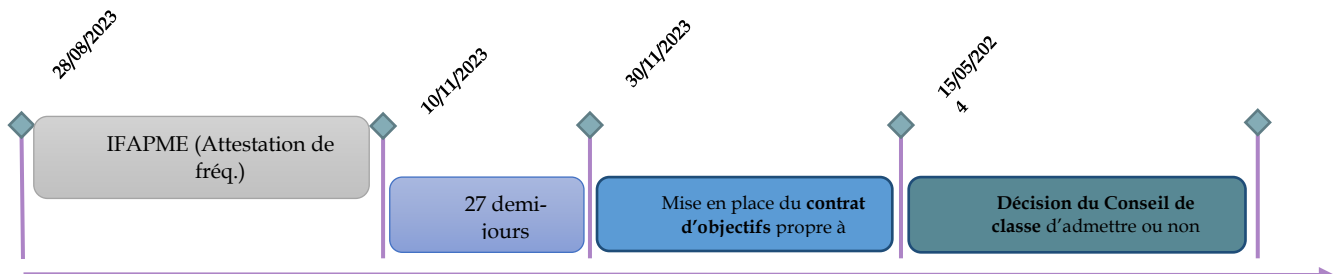 28/08/2023
10/11/2023
30/11/2023
15/05/202
4
IFAPME (Attestation de
fréq.)
27 demi-
jours
Mise en place du contrat
d'objectifs propre à
Décision du Conseil de
classe d'admettre ou non